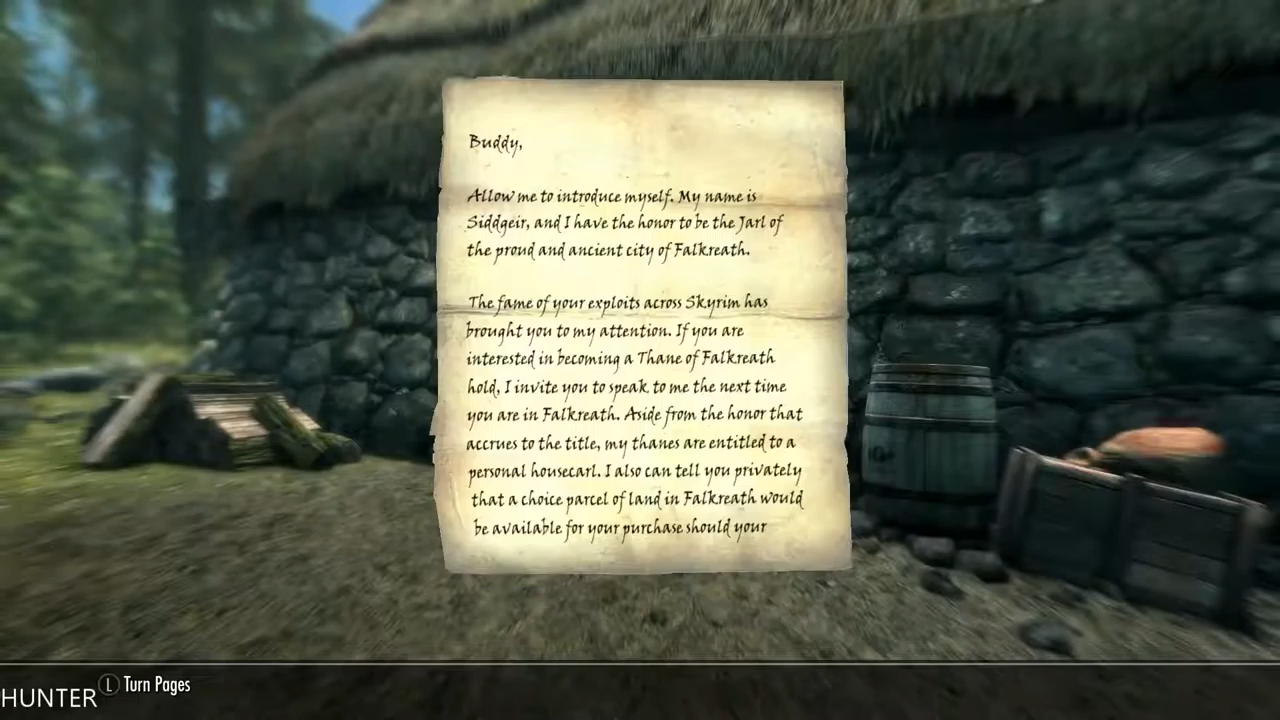 Buddy,
Allow me to introduce myself. My name is
Siddgeir, and I have the honor to be the Jarl of
the proud and ancient city of Falkreath.
The fame of your exploits across Skyrim has
brought you to my attention. If you are
interested in becoming a Thane of Falkreath
hold, I invite you to speak to me the next time
you are in Falkreath. Aside from the honor that
accrues to the title, my thanes are entitled to a
personal housecarl. I also can tell you privately
that a choice parcel of land in Falkreath would
be available for your purchase should your
L Turn Pages
HUNTER